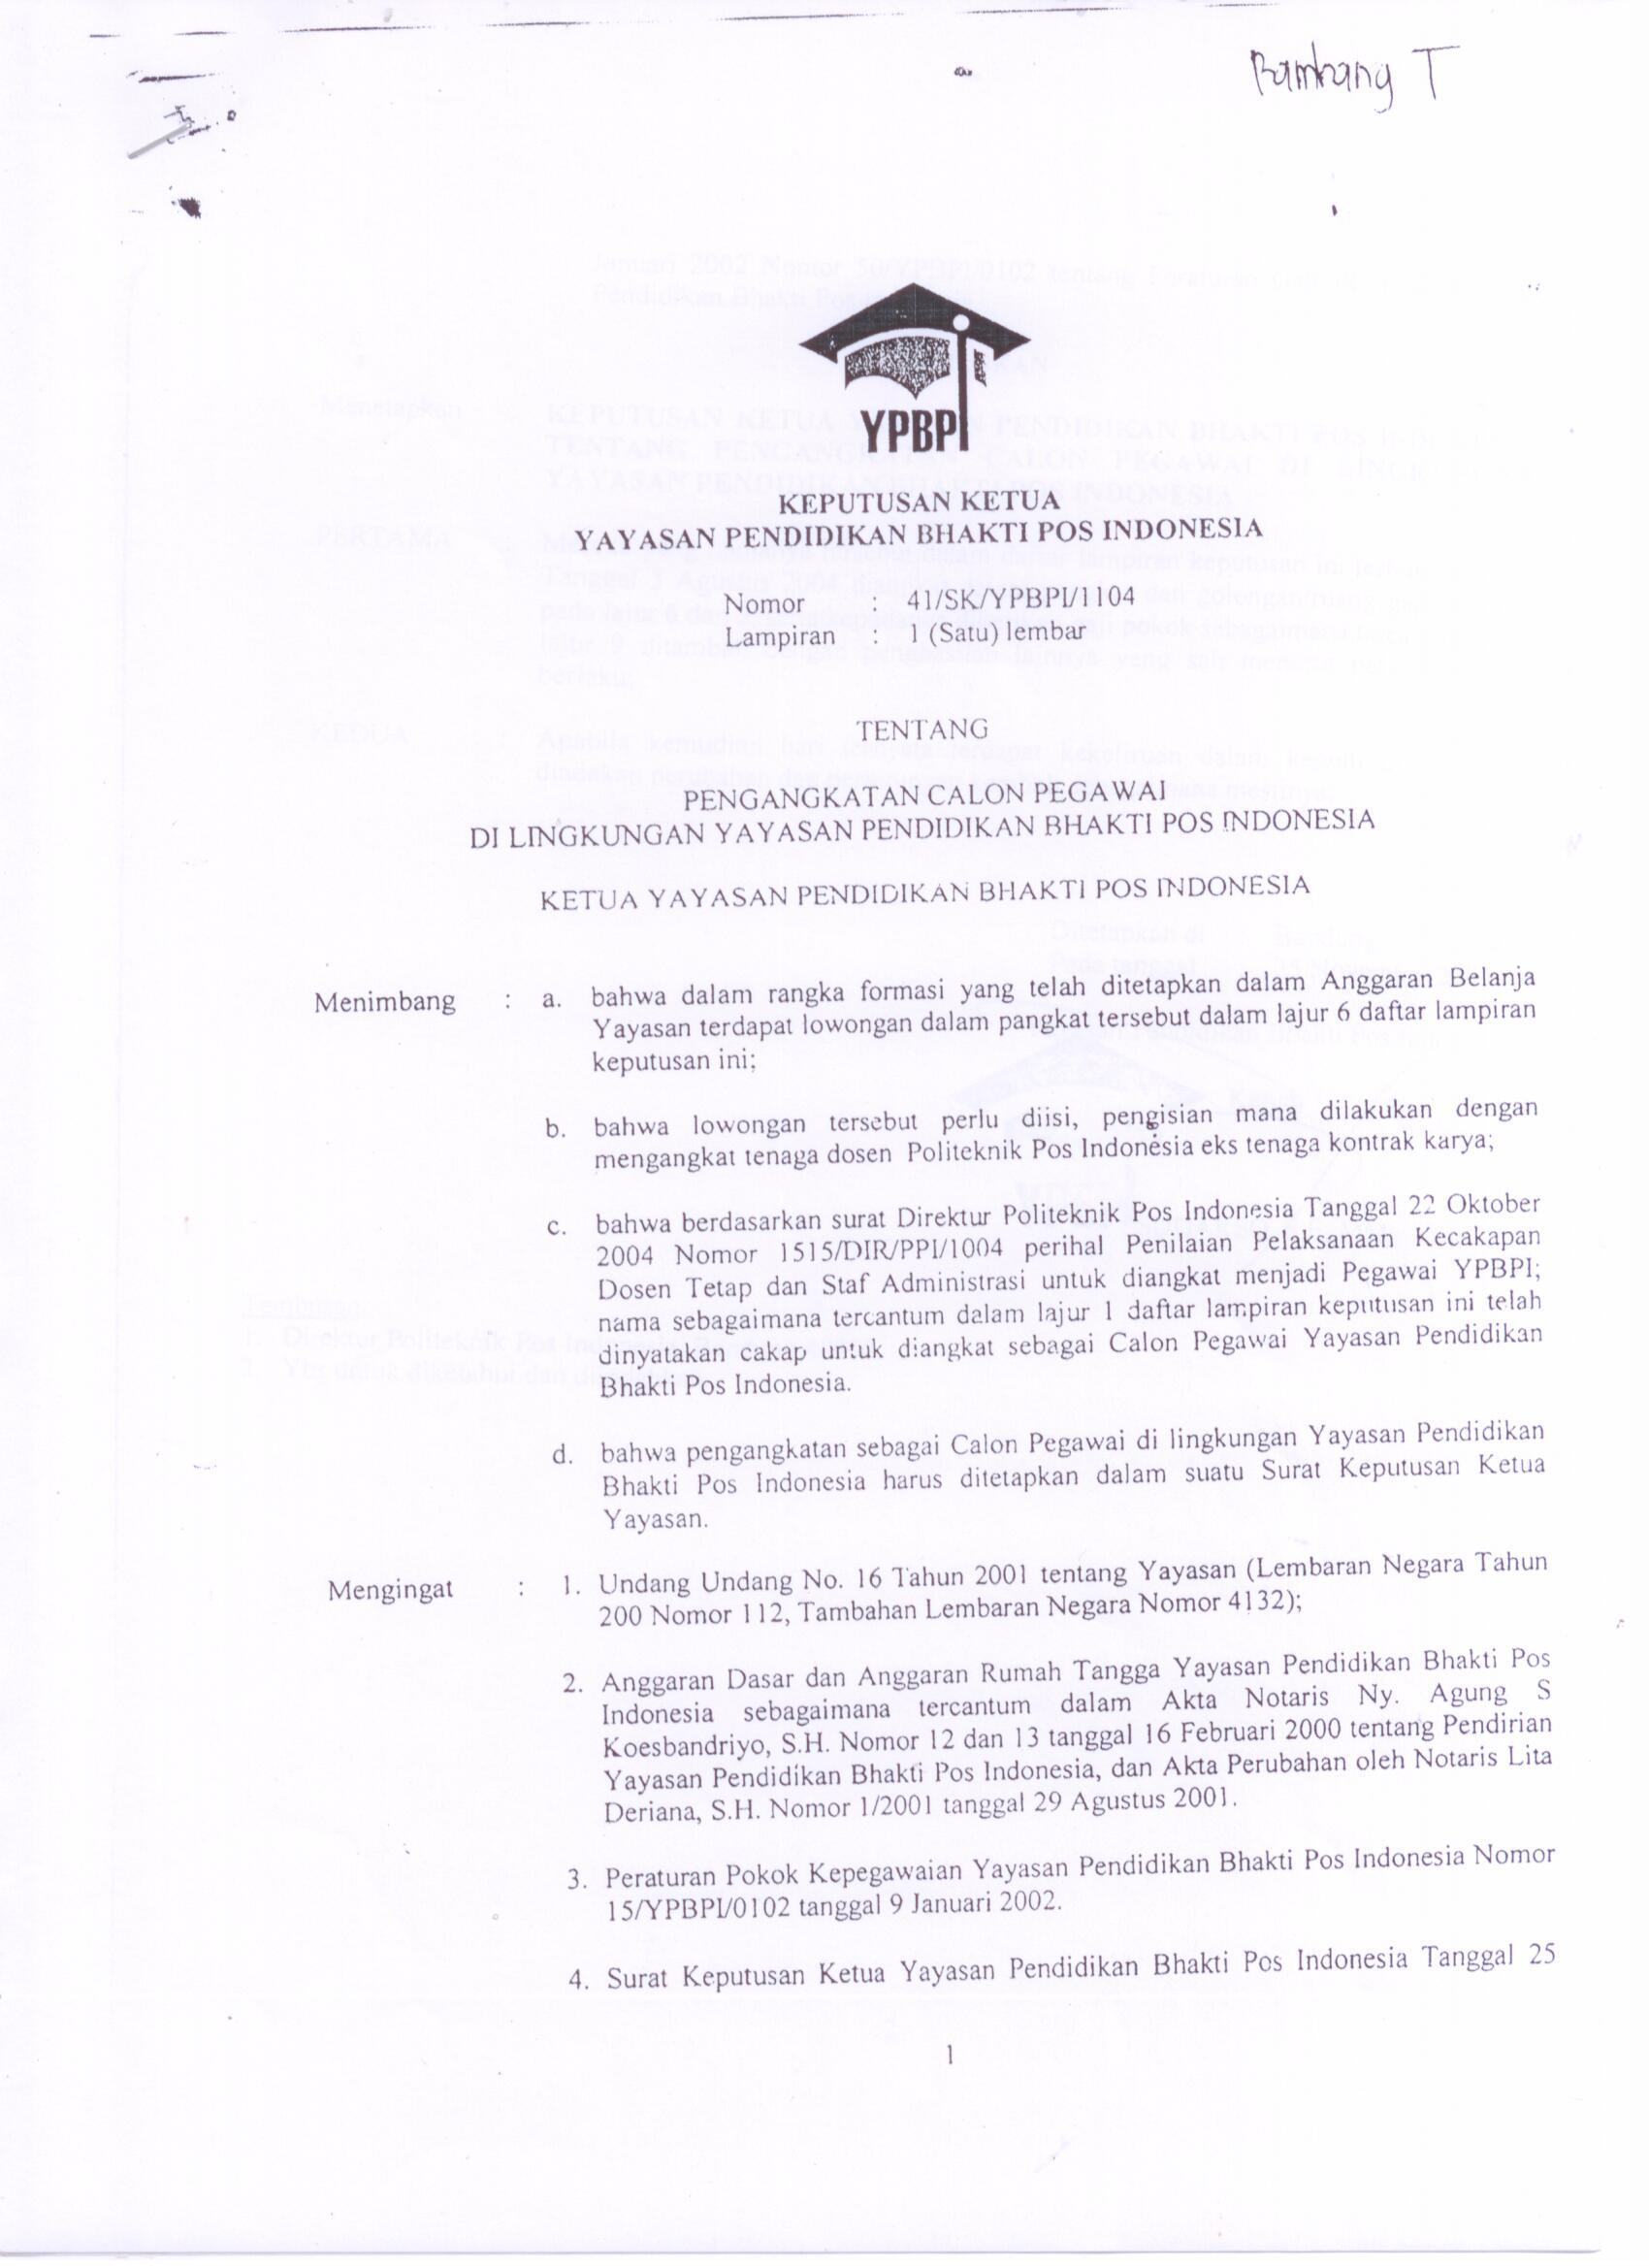 Bambang T
YPBPI
KEPUTUSAN KETUA
YAYASAN PENDIDIKAN BHAKTI POS INDONESIA
Nomor : 41/SK/YPBPI/1104
Lampiran : 1 (Satu) lembar
TENTANG
PENGANGKATAN CALON PEGAWAI
DI LINGKUNGAN YAYASAN PENDIDIKAN BHAKTI POS INDONESIA
KETUA YAYASAN PENDIDIKAN BHAKTI POS INDONESIA
Menimbang : a. bahwa dalam rangka formasi yang telah ditetapkan dalam Anggaran Belanja
Yayasan terdapat lowongan dalam pangkat tersebut dalam lajur 6 daftar lampiran
keputusan ini;
b. bahwa lowongan tersebut perlu diisi, pengisian mana dilakukan dengan
mengangkat tenaga dosen Politeknik Pos Indonesia eks tenaga kontrak karya;
c. bahwa berdasarkan surat Direktur Politeknik Pos Indonesia Tanggal 22 Oktober
2004 Nomor 1515/DIR/PPI/1004 perihal Penilaian Pelaksanaan Kecakapan
Dosen Tetap dan Staf Administrasi untuk diangkat menjadi Pegawai YPBPI;
nama sebagaimana tercantum dalam lajur 1 daftar lampiran keputusan ini telah
dinyatakan cakap untuk diangkat sebagai Calon Pegawai Yayasan Pendidikan
Bhakti Pos Indonesia.
d. bahwa pengangkatan sebagai Calon Pegawai di lingkungan Yayasan Pendidikan
Bhakti Pos Indonesia harus ditetapkan dalam suatu Surat Keputusan Ketua
Yayasan.
Mengingat : 1. Undang Undang No. 16 Tahun 2001 tentang Yayasan (Lembaran Negara Tahun
200 Nomor 112, Tambahan Lembaran Negara Nomor 4132);
2. Anggaran Dasar dan Anggaran Rumah Tangga Yayasan Pendidikan Bhakti Pos
Indonesia sebagaimana tercantum dalam Akta Notaris Ny. Agung S
Koesbandriyo, S.H. Nomor 12 dan 13 tanggal 16 Februari 2000 tentang Pendirian
Yayasan Pendidikan Bhakti Pos Indonesia, dan Akta Perubahan oleh Notaris Lita
Deriana, S.H. Nomor 1/2001 tanggal 29 Agustus 2001.
3. Peraturan Pokok Kepegawaian Yayasan Pendidikan Bhakti Pos Indonesia Nomor
15/YPBPI/0102 tanggal 9 Januari 2002.
4. Surat Keputusan Ketua Yayasan Pendidikan Bhakti Pos Indonesia Tanggal 25
1